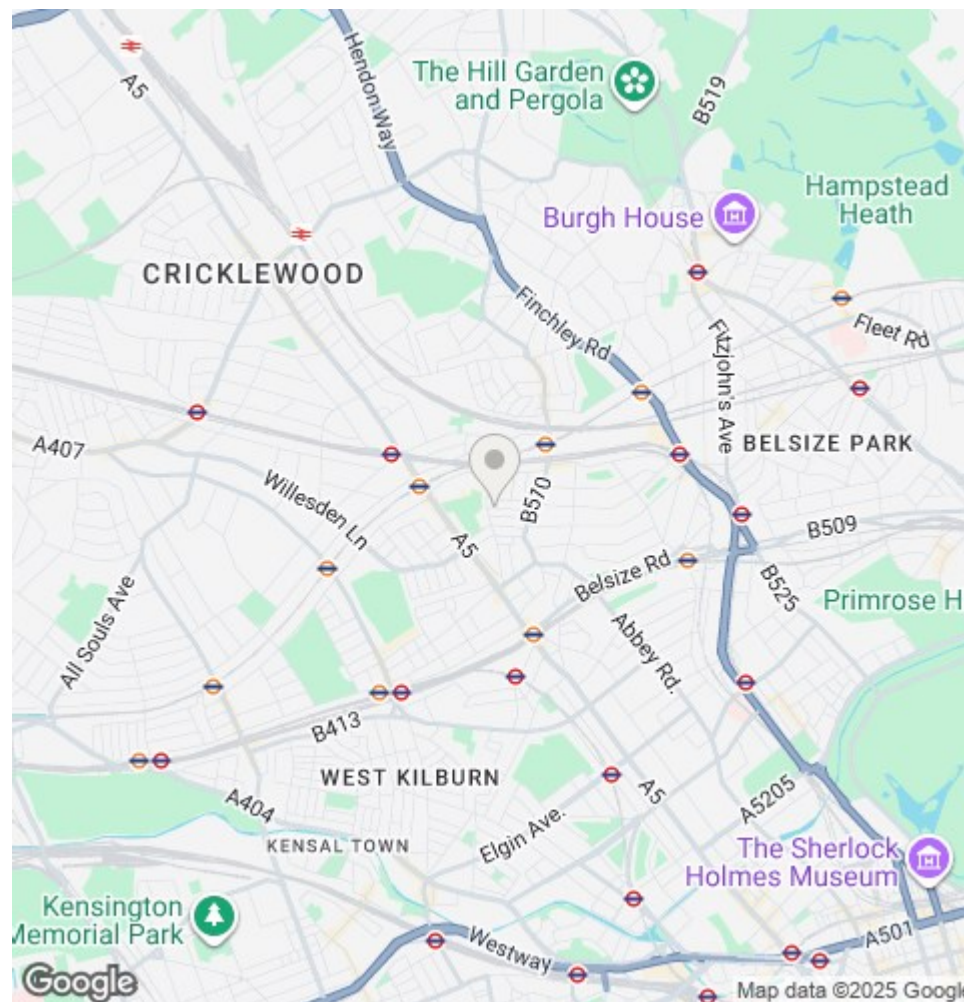 A5
Hendon Way
The Hill Garden
and Pergola
B519
Hampstead
Heath
Burgh House
CRICKLEWOOD
Finchley Rd
Fleet Rd
Fitzjohn's Ave
A407
BELSIZE PARK
Willesden Ln
B570
A5
B509
Belsize Rd
B525
Primrose H
All Souls Ave
Abbey Rd.
B413
WEST KILBURN
A5
A5205
A404
Elgin Ave.
KENSAL TOWN
The Sherlock
Holmes Museum
Kensington
Memorial Park
Westway
A501
Google
Map data ©2025 Google